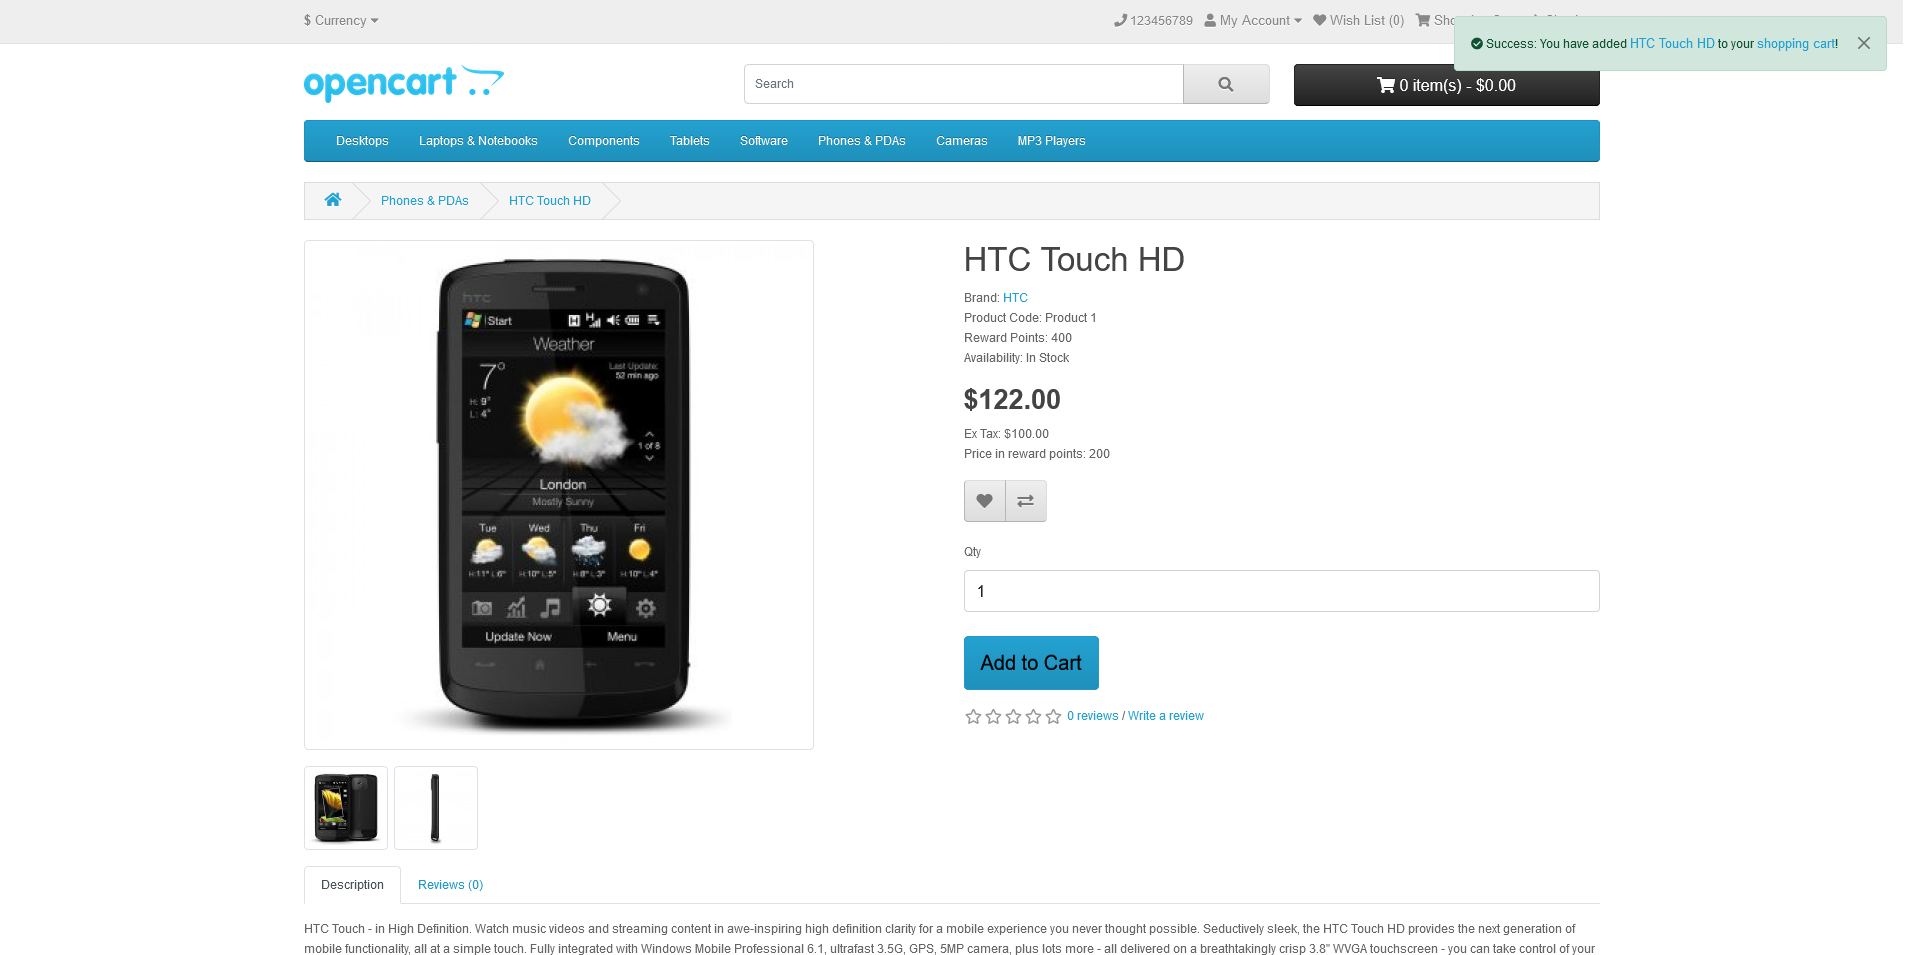 $ Currency
123456789 My Account Wish List (0)
Success: You have added HTC Touch HD to your shopping cart!
opencart
Search
0 item(s) - $0.00
Desktops Laptops & Notebooks Components Tablets Software Phones & PDAs Cameras MP3 Players
Phones & PDAs HTC Touch HD
HTC Touch HD
Brand: HTC
Product Code: Product 1
Reward Points: 400
Availability: In Stock
$122.00
Ex Tax: $100.00
Price in reward points: 200
Qty
1
Add to Cart
0 reviews / Write a review
hTC
Start
Weather
7°
Last Update:
52 min ago
H: 9°
L: 4°
1 of 8
London
Mostly Sunny
Tue Wed Thu Fri
H:11° L:6° H:10° L:5° H:8° L:3° H:10° L:4°
Update Now Menu
Description Reviews (0)
HTC Touch - in High Definition. Watch music videos and streaming content in awe-inspiring high definition clarity for a mobile experience you never thought possible. Seductively sleek, the HTC Touch HD provides the next generation of
mobile functionality, all at a simple touch. Fully integrated with Windows Mobile Professional 6.1, ultrafast 3.5G, GPS, 5MP camera, plus lots more - all delivered on a breathtakingly crisp 3.8" WVGA touchscreen - you can take control of your